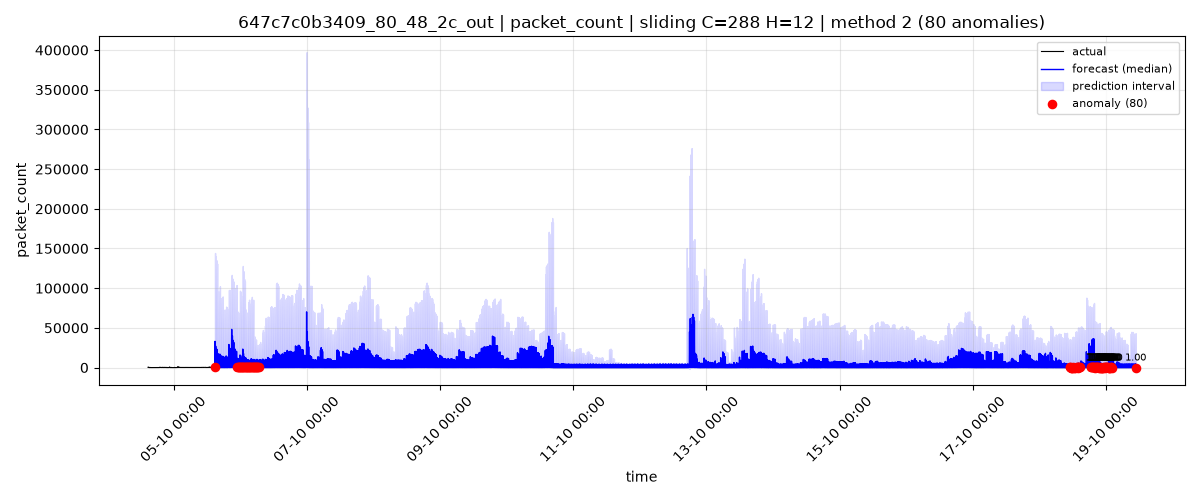 647c7c0b3409_80_48_2c_out | packet_count | sliding C=288 H=12 | method 2 (80 anomalies)
actual
forecast (median)
prediction interval
anomaly (80)
packet_count
400000
350000
300000
250000
200000
150000
100000
50000
0
1.00
05-10 00:00
07-10 00:00
09-10 00:00
11-10 00:00
13-10 00:00
15-10 00:00
17-10 00:00
19-10 00:00
time